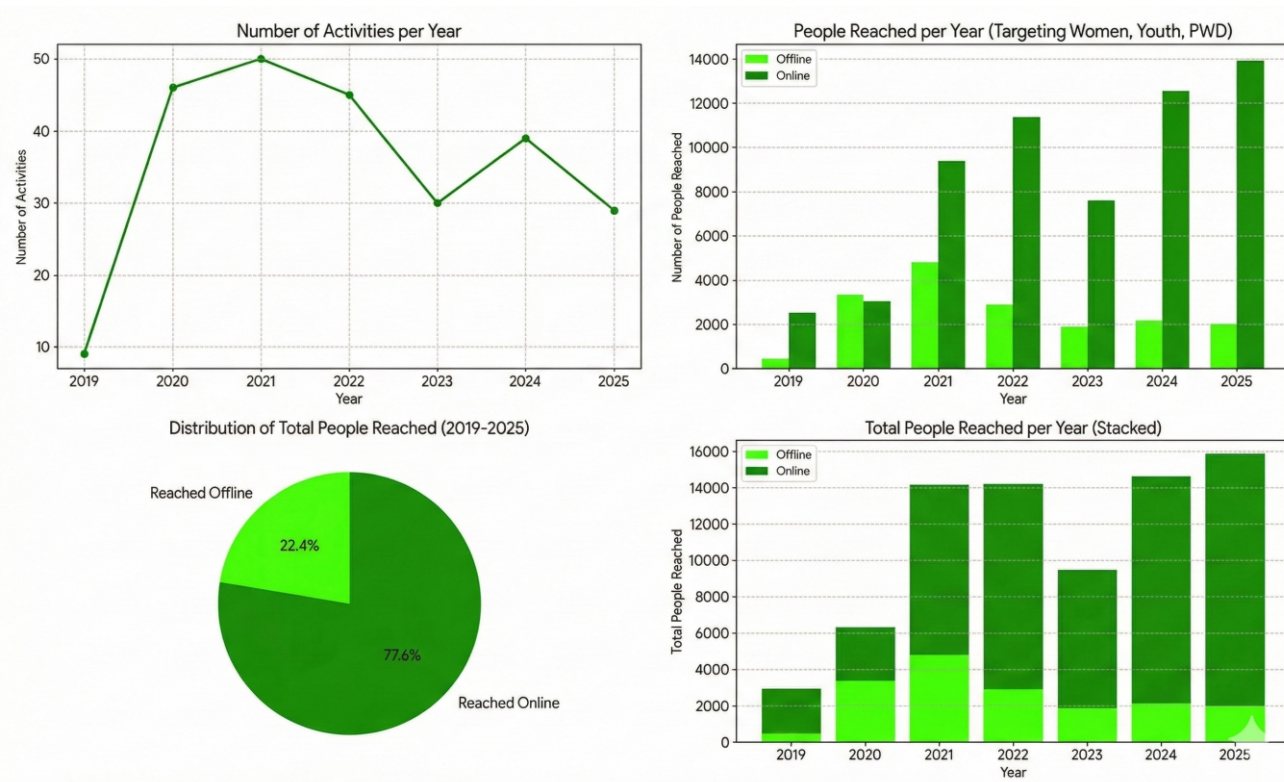 Number of Activities per Year
Number of Activities
50
40
30
20
10
2019 2020 2021 2022 2023 2024 2025
Year
People Reached per Year (Targeting Women, Youth, PWD)
Offline
Online
Number of People Reached
14000
12000
10000
8000
6000
4000
2000
0
2019 2020 2021 2022 2023 2024 2025
Year
Distribution of Total People Reached (2019-2025)
Reached Offline
22.4%
77.6%
Reached Online
Total People Reached per Year (Stacked)
Offline
Online
Total People Reached
16000
14000
12000
10000
8000
6000
4000
2000
0
2019 2020 2021 2022 2023 2024 2025
Year